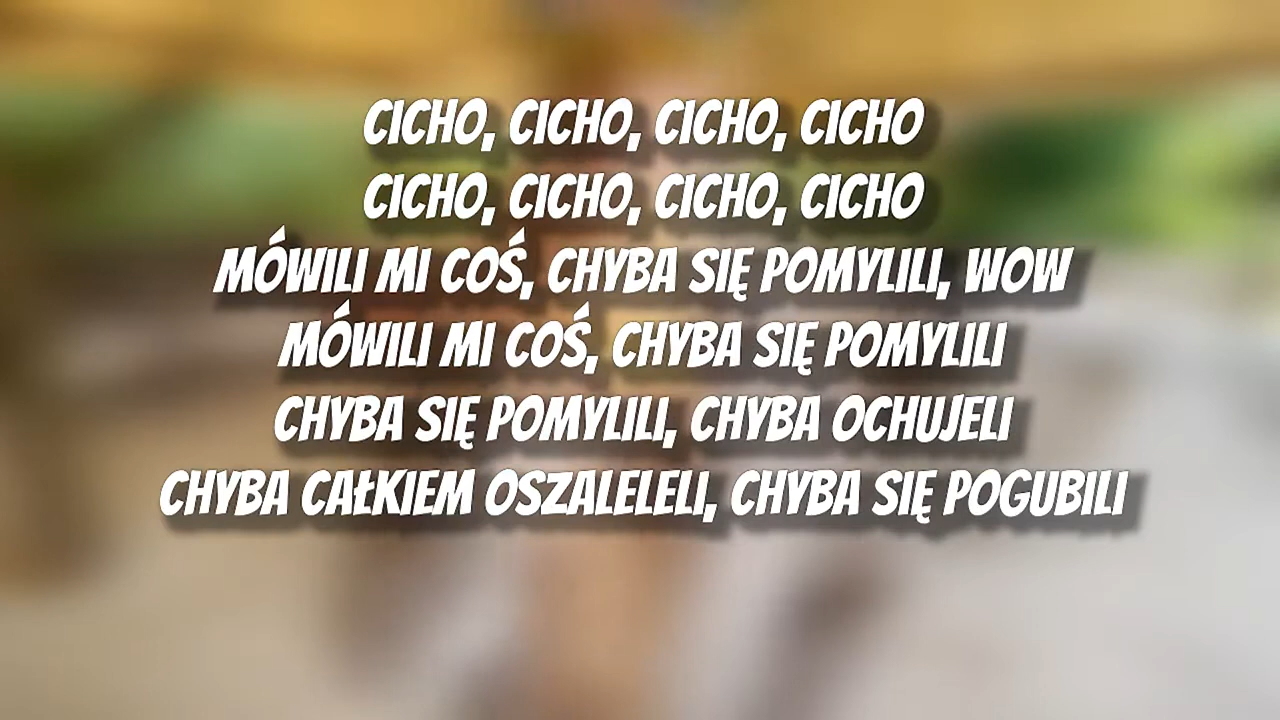 CICHO, CICHO, CICHO, CICHO
CICHO, CICHO, CICHO, CICHO
MÓWILI MI COŚ, CHYBA SIĘ POMYLILI, WOW
MÓWILI MI COŚ, CHYBA SIĘ POMYLILI
CHYBA SIĘ POMYLILI, CHYBA OCHUJELI
CHYBA CAŁKIEM OSZALELELI, CHYBA SIĘ POGUBILI